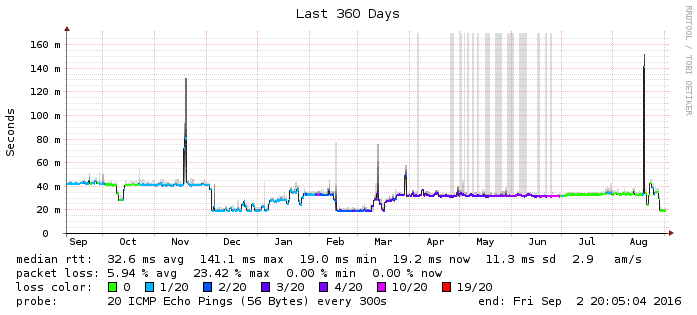 Last 360 Days
RRDTOOL / TOBI OETIKER
Seconds
160 m
140 m
120 m
100 m
80 m
60 m
40 m
20 m
0
Sep Oct Nov Dec Jan Feb Mar Apr May Jun Jul Aug
median rtt: 32.6 ms avg 141.1 ms max 19.0 ms min 19.2 ms now 11.3 ms sd 2.9 am/s
packet loss: 5.94 % avg 23.42 % max 0.00 % min 0.00 % now
loss color: 0 1/20 2/20 3/20 4/20 10/20 19/20
probe: 20 ICMP Echo Pings (56 Bytes) every 300s end: Fri Sep 2 20:05:04 2016